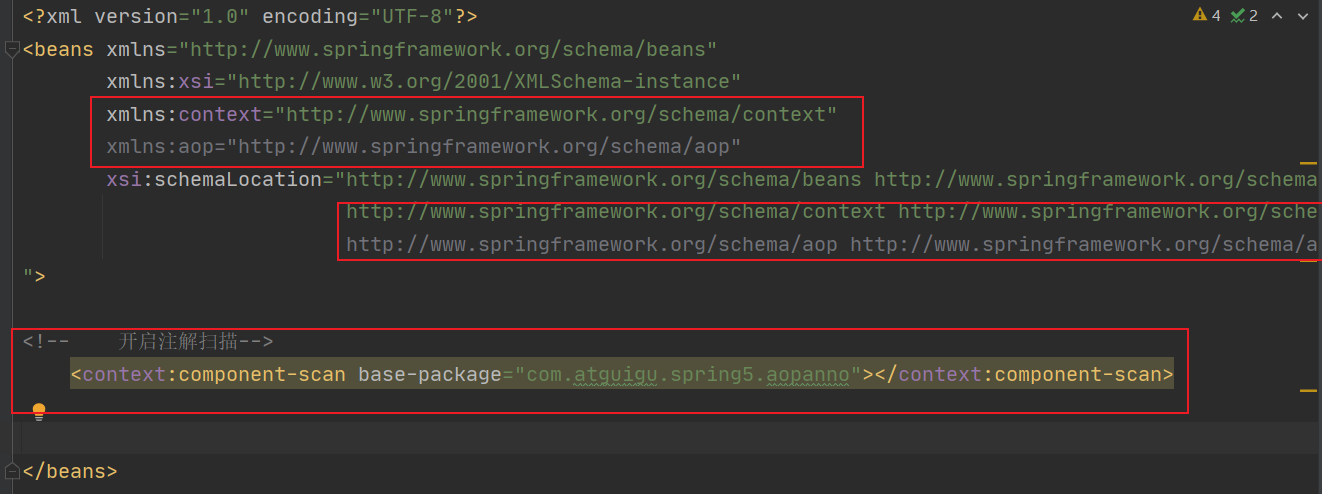 <?xml version="1.0" encoding="UTF-8"?>
4 2
<beans xmlns="http://www.springframework.org/schema/beans"
xmlns:xsi="http://www.w3.org/2001/XMLSchema-instance"
xmlns:context="http://www.springframework.org/schema/context"
xmlns:aop="http://www.springframework.org/schema/aop"
xsi:schemaLocation="http://www.springframework.org/schema/beans http://www.springframework.org/schema
http://www.springframework.org/schema/context http://www.springframework.org/sche
http://www.springframework.org/schema/aop http://www.springframework.org/schema/a
">
<!-- 开启注解扫描-->
<context:component-scan base-package="com.atguigu.spring5.aopanno"></context:component-scan>
</beans>